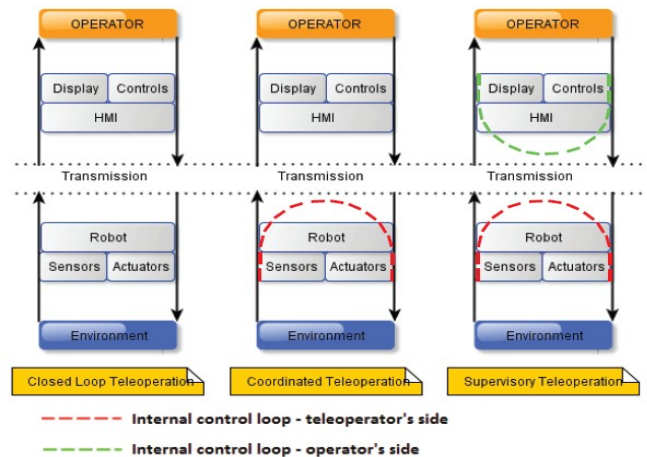 OPERATOR OPERATOR OPERATOR
Display Controls Display Controls Display Controls
HMI HMI HMI
Transmission Transmission Transmission
Robot Robot Robot
Sensors Actuators Sensors Actuators Sensors Actuators
Environment Environment Environment
Closed Loop Teleoperation Coordinated Teleoperation Supervisory Teleoperation
Internal control loop - teleoperator's side
Internal control loop - operator's side